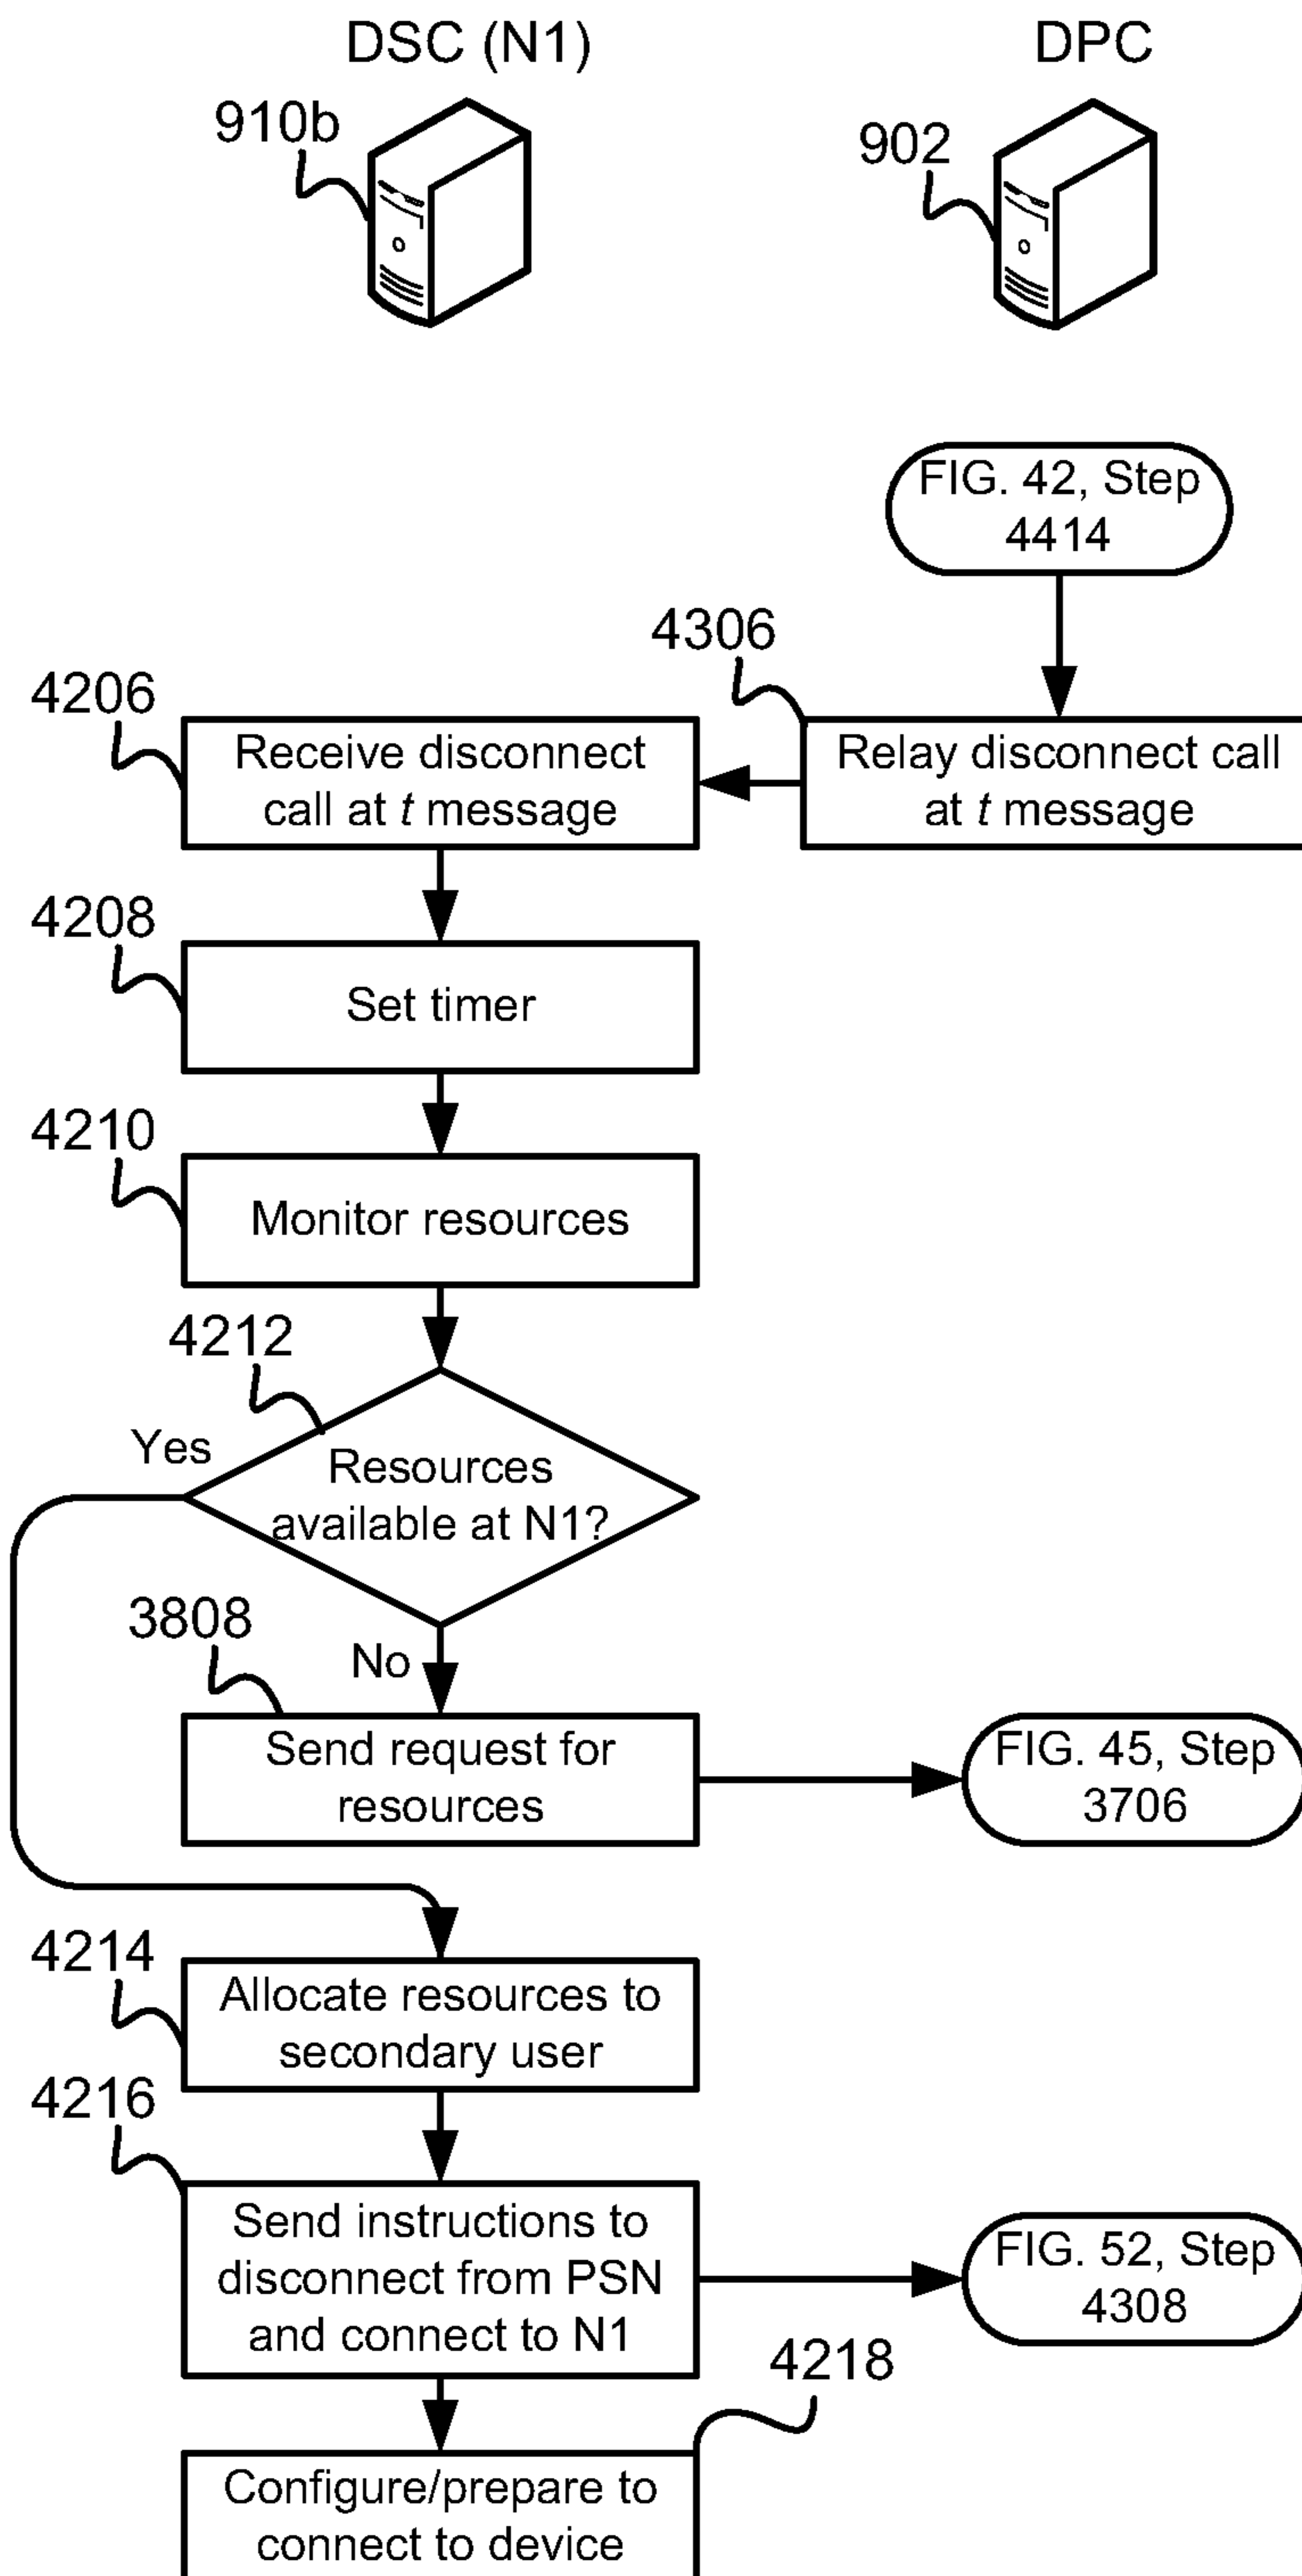 DSC (N1)
DPC
910b
902
FIG. 42, Step
4414
4306
4206
Receive disconnect
call at t message
Relay disconnect call
at t message
4208
Set timer
4210
Monitor resources
4212
Yes
Resources
available at N1?
3808
No
Send request for
resources
FIG. 45, Step
3706
4214
Allocate resources to
secondary user
4216
Send instructions to
disconnect from PSN
and connect to N1
FIG. 52, Step
4308
4218
Configure/prepare to
connect to device